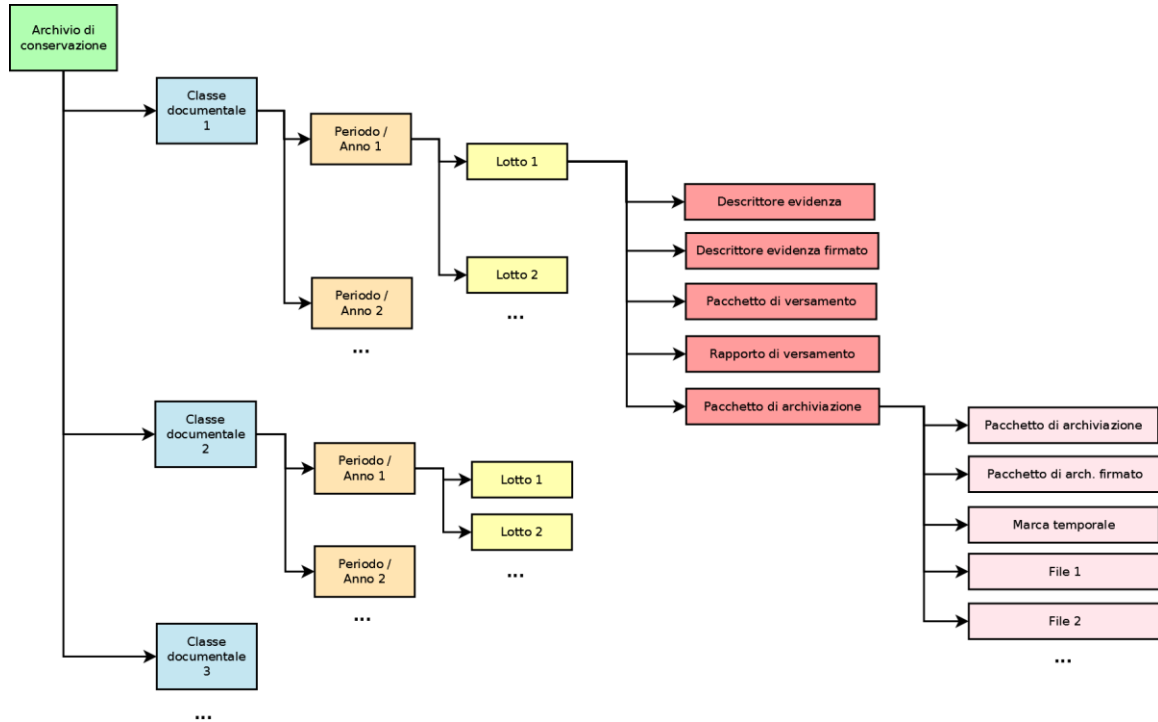 Archivio di
conservazione
Classe
documentale
1
Periodo /
Anno 1
Lotto 1
Descrittore evidenza
Descrittore evidenza firmato
Lotto 2
...
Pacchetto di versamento
Periodo /
Anno 2
...
Rapporto di versamento
Pacchetto di archiviazione
Pacchetto di archiviazione
Pacchetto di arch. firmato
Marca temporale
File 1
File 2
...
Classe
documentale
2
Periodo /
Anno 1
Lotto 1
Lotto 2
...
Periodo /
Anno 2
...
Classe
documentale
3
...